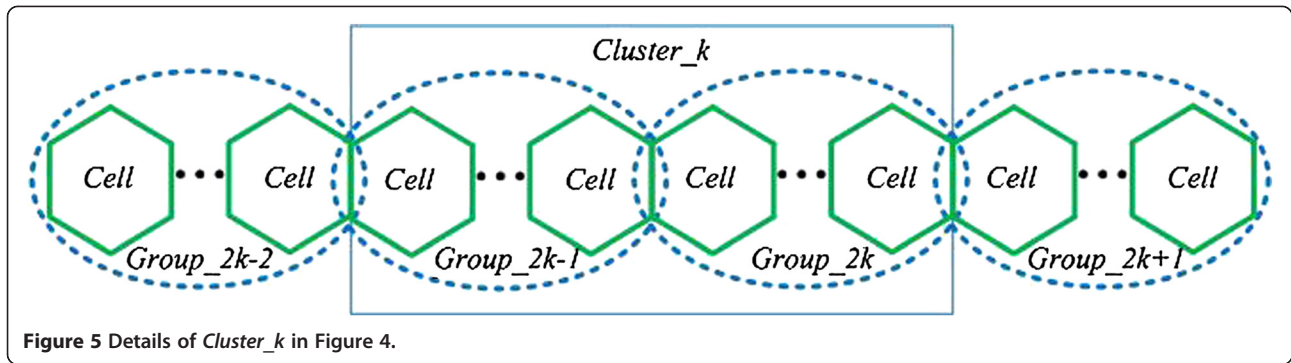 Cluster_k
Cell ••• Cell Cell ••• Cell Cell ••• Cell Cell ••• Cell
Group_2k-2 Group_2k-1 Group_2k Group_2k+1
Figure 5 Details of Cluster_k in Figure 4.